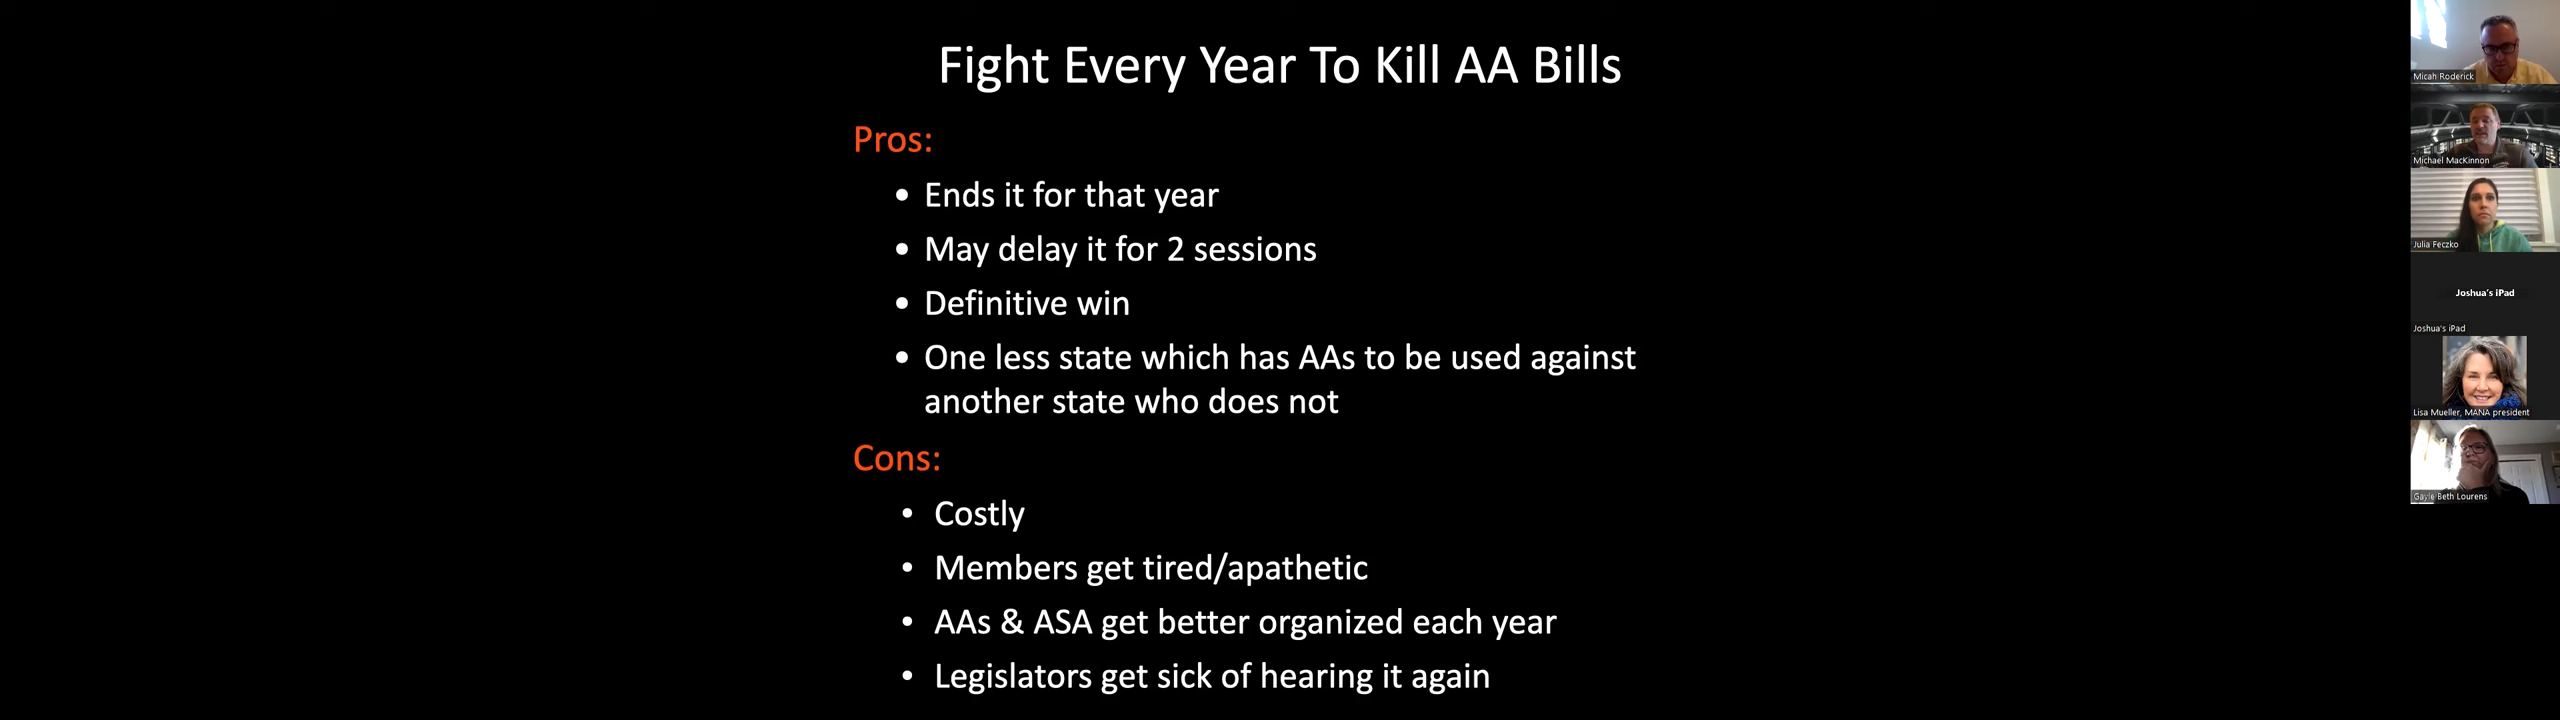 Fight Every Year To Kill AA Bills
Pros:
• Ends it for that year
• May delay it for 2 sessions
• Definitive win
• One less state which has AAs to be used against
another state who does not
Cons:
• Costly
• Members get tired/apathetic
• AAs & ASA get better organized each year
• Legislators get sick of hearing it again
Micah Roderick
Michael MacKinnon
Julia Feczko
Joshua's iPad
Joshua's iPad
Lisa Mueller, MANA president
Gayle Beth Lourens